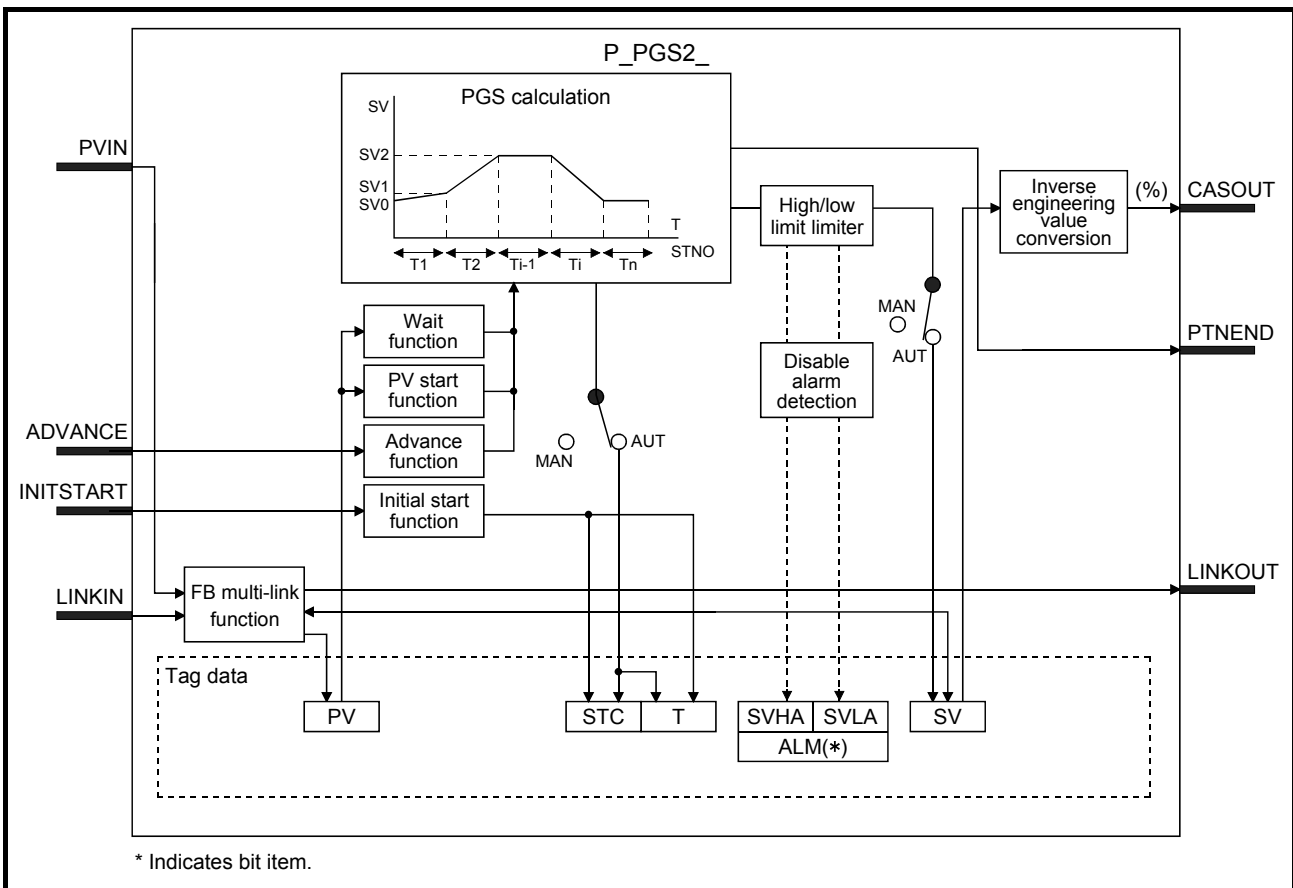 P_PGS2_
PGS calculation
SV
SV2
SV1
SV0
T
STNO
T1 T2 Ti-1 Ti Tn
PVIN
ADVANCE
INITSTART
LINKIN
Wait
function
PV start
function
Advance
function
Initial start
function
FB multi-link
function
MAN
AUT
High/low
limit limiter
Disable
alarm
detection
MAN
AUT
Inverse
engineering
value
conversion
(%)
CASOUT
PTNEND
LINKOUT
Tag data
PV
STC T
SVHA SVLA
ALM(*)
SV
* Indicates bit item.